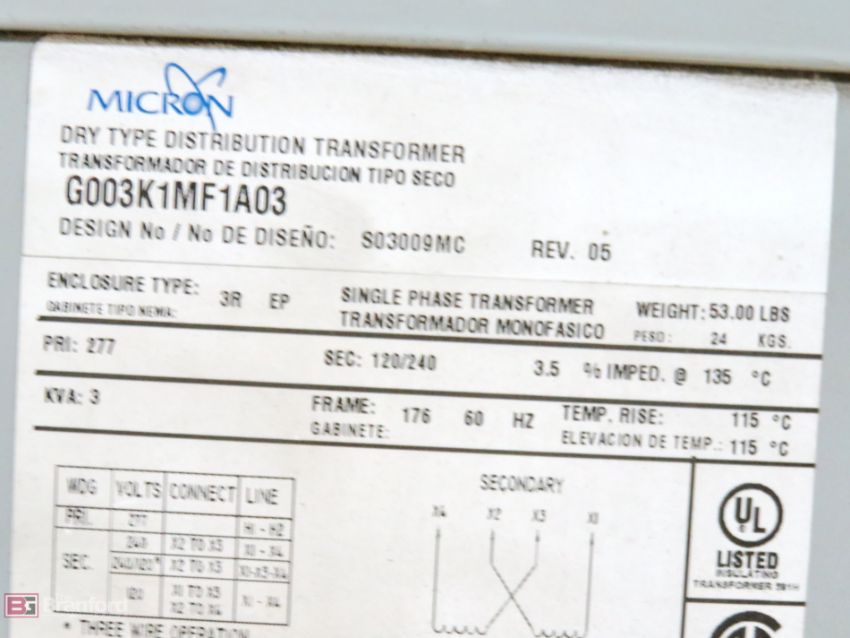 MICRON
DRY TYPE DISTRIBUTION TRANSFORMER
TRANSFORMADOR DE DISTRIBUCION TIPO SECO
G003K1MF1A03
DESIGN No / No DE DISEÑO: S03009MC REV. 05
ENCLOSURE TYPE: 3R EP SINGLE PHASE TRANSFORMER WEIGHT: 53.00 LBS
GABINETE TIPO NEMA: TRANSFORMADOR MONOFASICO PESO: 24 KGS.
PRI: 277 SEC: 120/240 3.5 % IMPED. @ 135 °C
KVA: 3 FRAME: 176 60 HZ TEMP. RISE: 115 °C
GABINETE: ELEVACION DE TEMP.: 115 °C
WDG VOLTS CONNECT LINE
PRI. 277 H1 - H2
SEC. 240 X2 TO X3 X1 - X4
240/120* X2 TO X3 X1-X3-X4
120 X1 TO X3 X1 - X4
X2 TO X4
* THREE WIRE OPERATION
SECONDARY
X4 X2 X3 X1
UL
LISTED
INSULATING
TRANSFORMER 591H
BG Branford